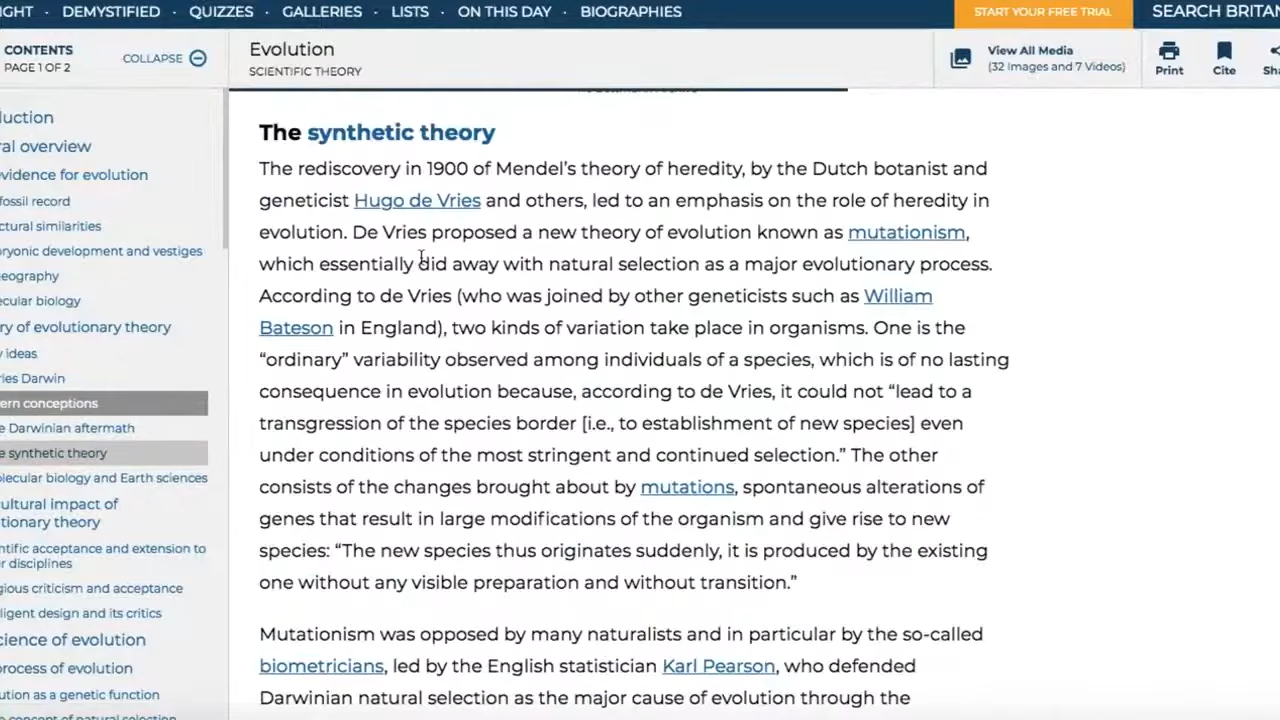 IGHT · DEMYSTIFIED · QUIZZES · GALLERIES · LISTS · ON THIS DAY · BIOGRAPHIES
START YOUR FREE TRIAL
SEARCH BRITAN
CONTENTS
PAGE 1 OF 2
COLLAPSE
Evolution
SCIENTIFIC THEORY
View All Media
(32 Images and 7 Videos)
Print
Cite
Sha
luction
ral overview
evidence for evolution
fossil record
ctural similarities
bryonic development and vestiges
geography
ecular biology
ry of evolutionary theory
y ideas
rles Darwin
ern conceptions
e Darwinian aftermath
e synthetic theory
olecular biology and Earth sciences
ultural impact of
tionary theory
ntific acceptance and extension to
r disciplines
gious criticism and acceptance
lligent design and its critics
cience of evolution
process of evolution
ution as a genetic function
e concept of natural selection
The synthetic theory
The rediscovery in 1900 of Mendel’s theory of heredity, by the Dutch botanist and
geneticist Hugo de Vries and others, led to an emphasis on the role of heredity in
evolution. De Vries proposed a new theory of evolution known as mutationism,
which essentially did away with natural selection as a major evolutionary process.
According to de Vries (who was joined by other geneticists such as William
Bateson in England), two kinds of variation take place in organisms. One is the
“ordinary” variability observed among individuals of a species, which is of no lasting
consequence in evolution because, according to de Vries, it could not “lead to a
transgression of the species border [i.e., to establishment of new species] even
under conditions of the most stringent and continued selection.” The other
consists of the changes brought about by mutations, spontaneous alterations of
genes that result in large modifications of the organism and give rise to new
species: “The new species thus originates suddenly, it is produced by the existing
one without any visible preparation and without transition.”
Mutationism was opposed by many naturalists and in particular by the so-called
biometricians, led by the English statistician Karl Pearson, who defended
Darwinian natural selection as the major cause of evolution through the